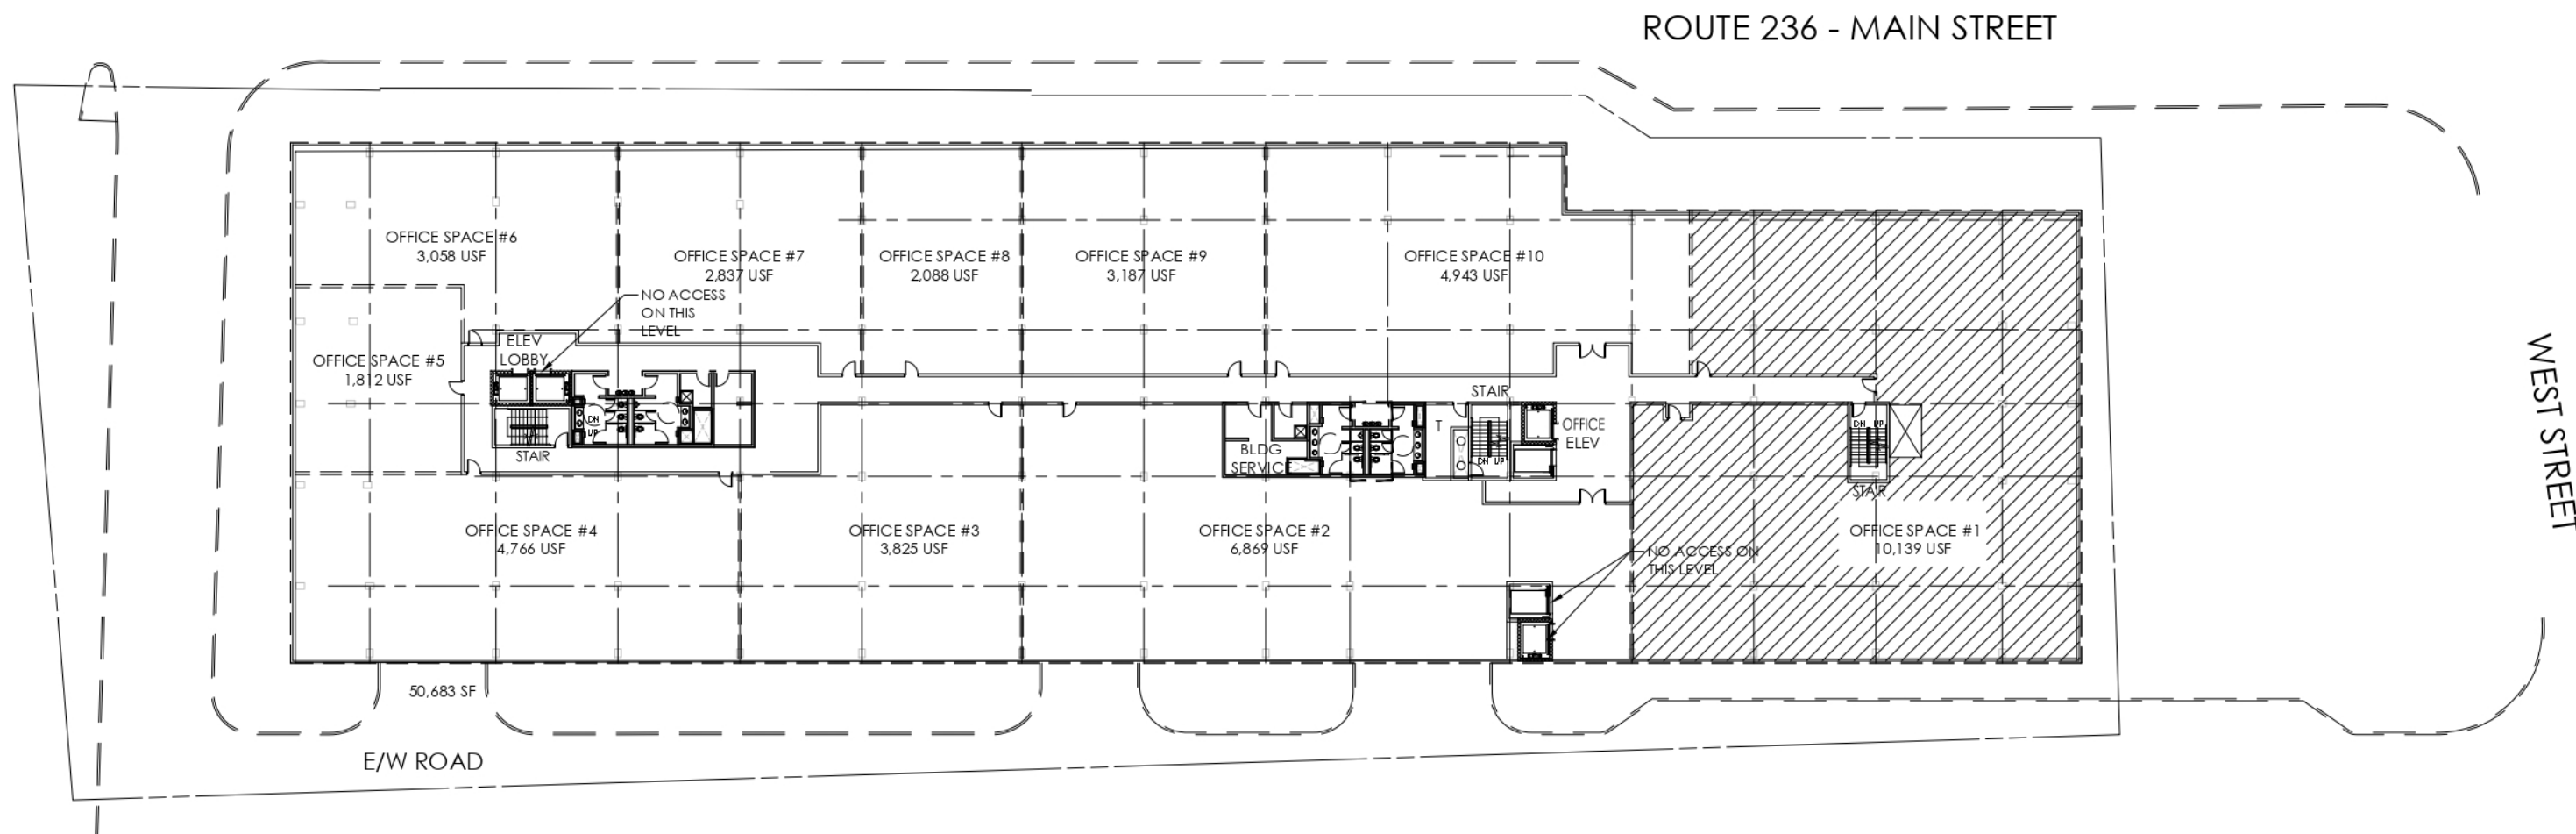 ROUTE 236 - MAIN STREET
OFFICE SPACE #6
3,058 USF
OFFICE SPACE #7
2,837 USF
OFFICE SPACE #8
2,088 USF
OFFICE SPACE #9
3,187 USF
OFFICE SPACE #10
4,943 USF
NO ACCESS
ON THIS
LEVEL
ELEV
LOBBY
OFFICE SPACE #5
1,812 USF
DN
UP
STAIR
BLDG
SERVIC
T
STAIR
DN UP
OFFICE
ELEV
DN UP
STAIR
WEST STREET
OFFICE SPACE #4
4,766 USF
OFFICE SPACE #3
3,825 USF
OFFICE SPACE #2
6,869 USF
OFFICE SPACE #1
10,139 USF
NO ACCESS ON
THIS LEVEL
50,683 SF
E/W ROAD